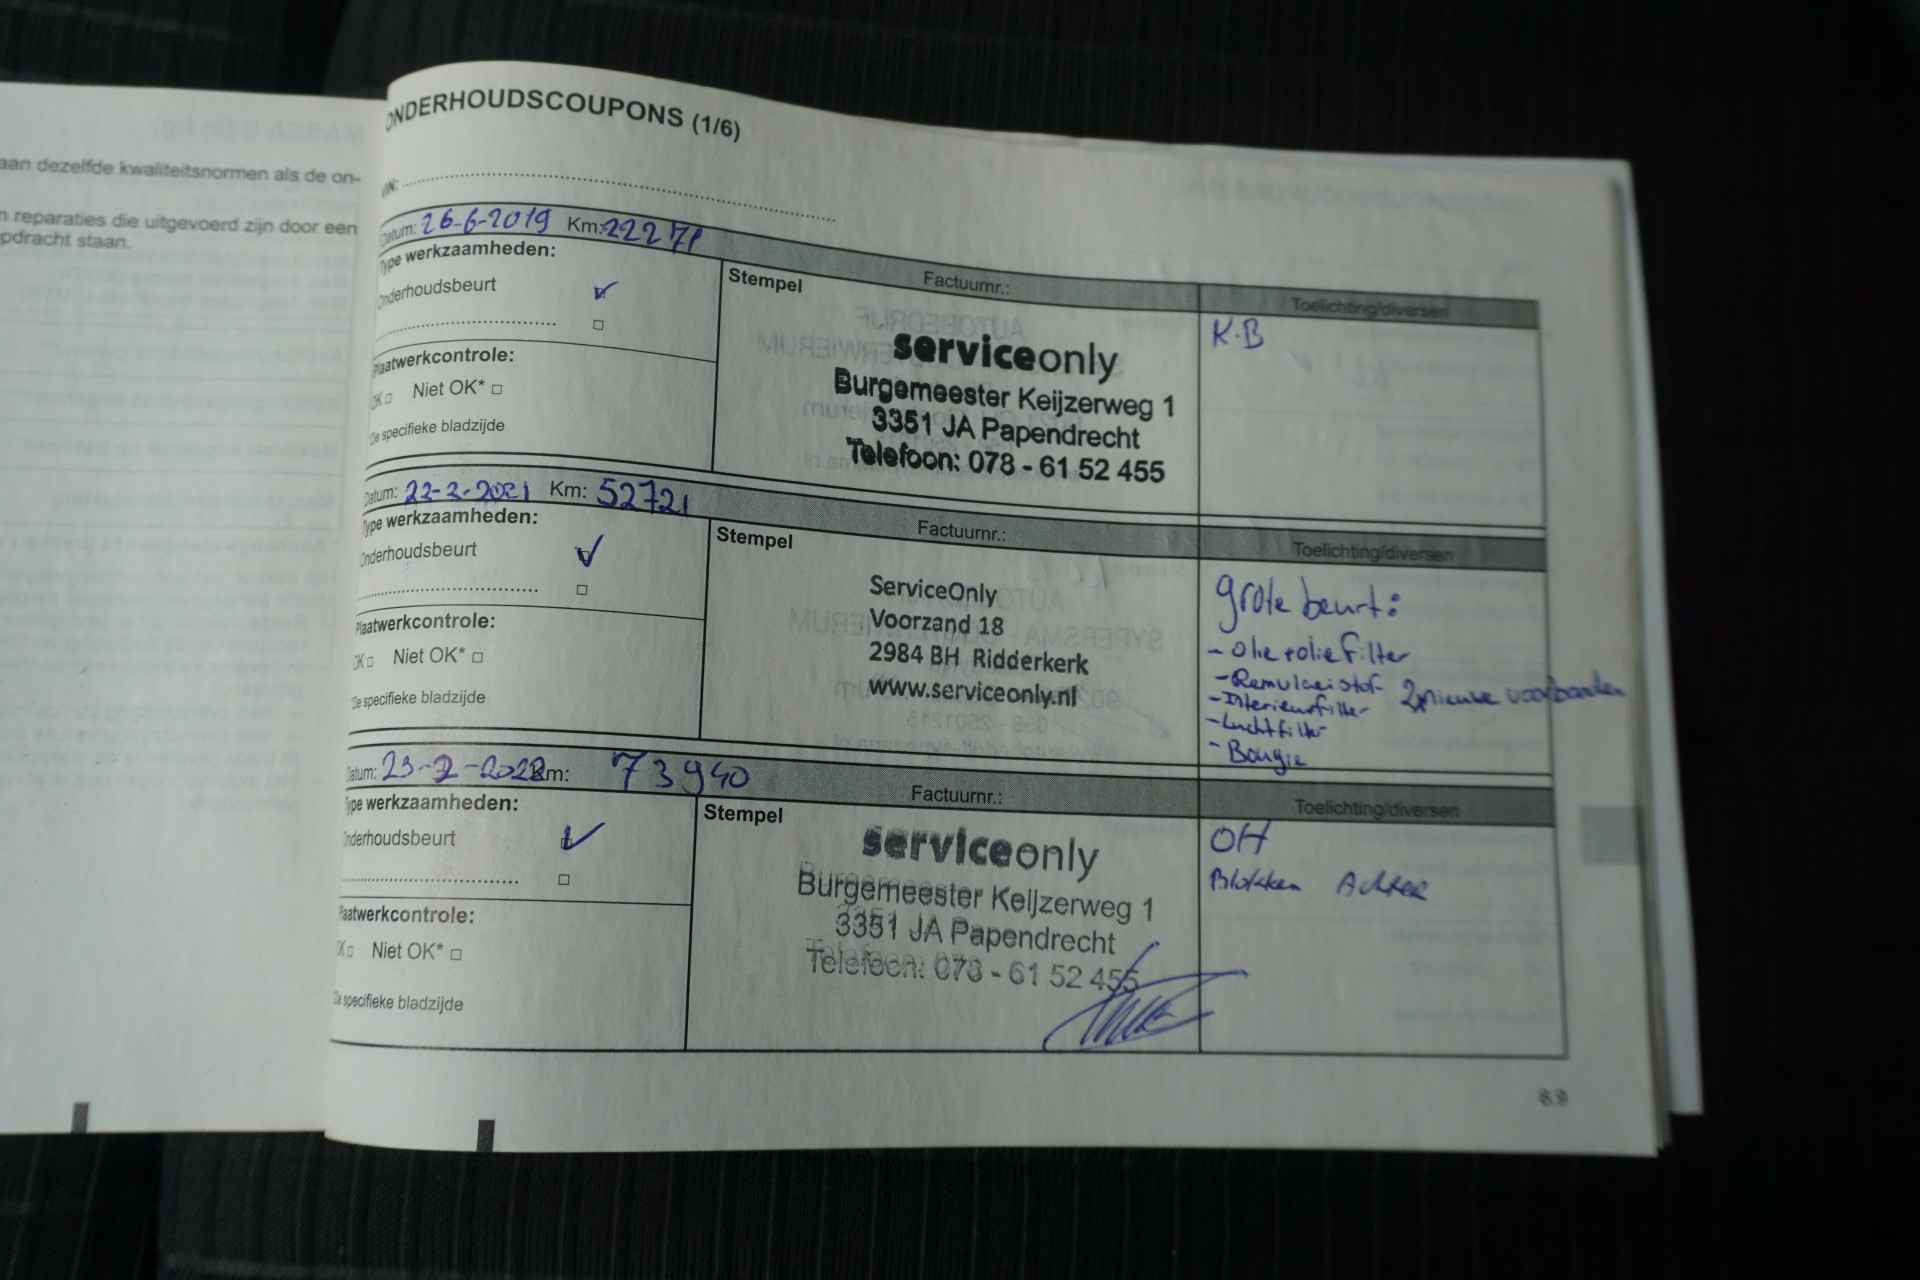 aan dezelfde kwaliteitsnormen als de on-
n reparaties die uitgevoerd zijn door een
pdracht staan.
ONDERHOUDSCOUPONS (1/6)
VIN:
Datum: 26-6-2019 Km: 22271
Type werkzaamheden:
Onderhoudsbeurt
Plaatwerkcontrole:
OK □ Niet OK* □
*De specifieke bladzijde
Stempel
Factuurnr.:
serviceonly
Burgemeester Keijzerweg 1
3351 JA Papendrecht
Telefoon: 078 - 61 52 455
Toelichting/diversen
K.B
Datum: 22-2-2021 Km: 52721
Type werkzaamheden:
Onderhoudsbeurt
Plaatwerkcontrole:
OK □ Niet OK* □
*De specifieke bladzijde
Stempel
Factuurnr.:
ServiceOnly
Voorzand 18
2984 BH Ridderkerk
www.serviceonly.nl
Toelichting/diversen
grote beurt:
- Olie + oliefilter
- Remvloeistof 2x nieuwe voorbanden
- Interieurfilter
- Luchtfilter
- Bougie
Datum: 23-2-2022 Km: 73940
Type werkzaamheden:
Onderhoudsbeurt
Plaatwerkcontrole:
OK □ Niet OK* □
*De specifieke bladzijde
Stempel
Factuurnr.:
serviceonly
Burgemeester Keijzerweg 1
3351 JA Papendrecht
Telefoon: 078 - 61 52 455
Toelichting/diversen
OH
Blokken Achter